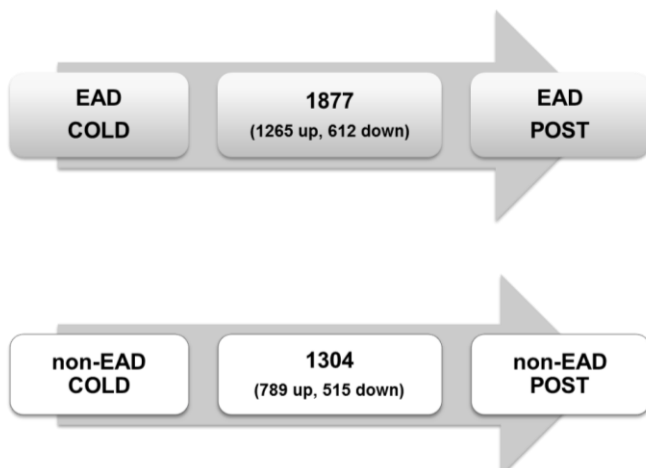 EAD
COLD
1877
(1265 up, 612 down)
EAD
POST
non-EAD
COLD
1304
(789 up, 515 down)
non-EAD
POST